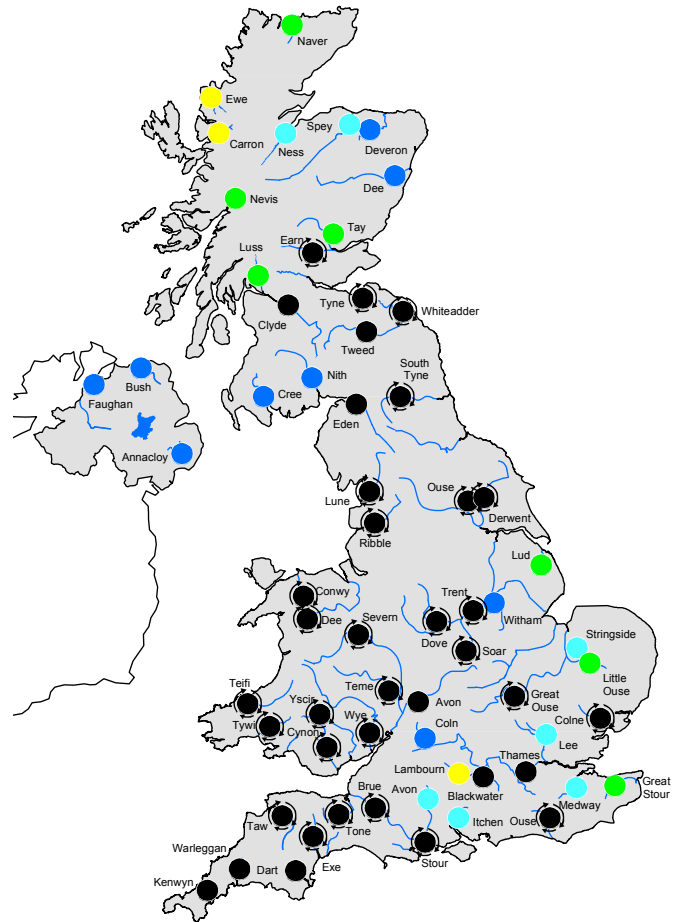 Naver
Ewe
Spey
Carron
Ness
Deveron
Dee
Nevis
Tay
Earn
Luss
Tyne
Whiteadder
Clyde
Tweed
South
Tyne
Nith
Bush
Faughan
Cree
Eden
Annacloy
Lune
Ouse
Derwent
Ribble
Lud
Conwy
Trent
Dee
Severn
Witham
Stringside
Dove
Soar
Little
Ouse
Teifi
Teme
Yscir
Avon
Great
Ouse
Colne
Tywi
Wye
Cynon
Coln
Lee
Thames
Lambourn
Great
Stour
Brue
Avon
Blackwater
Medway
Taw
Tone
Itchen
Ouse
Warleggan
Stour
Exe
Dart
Kenwyn